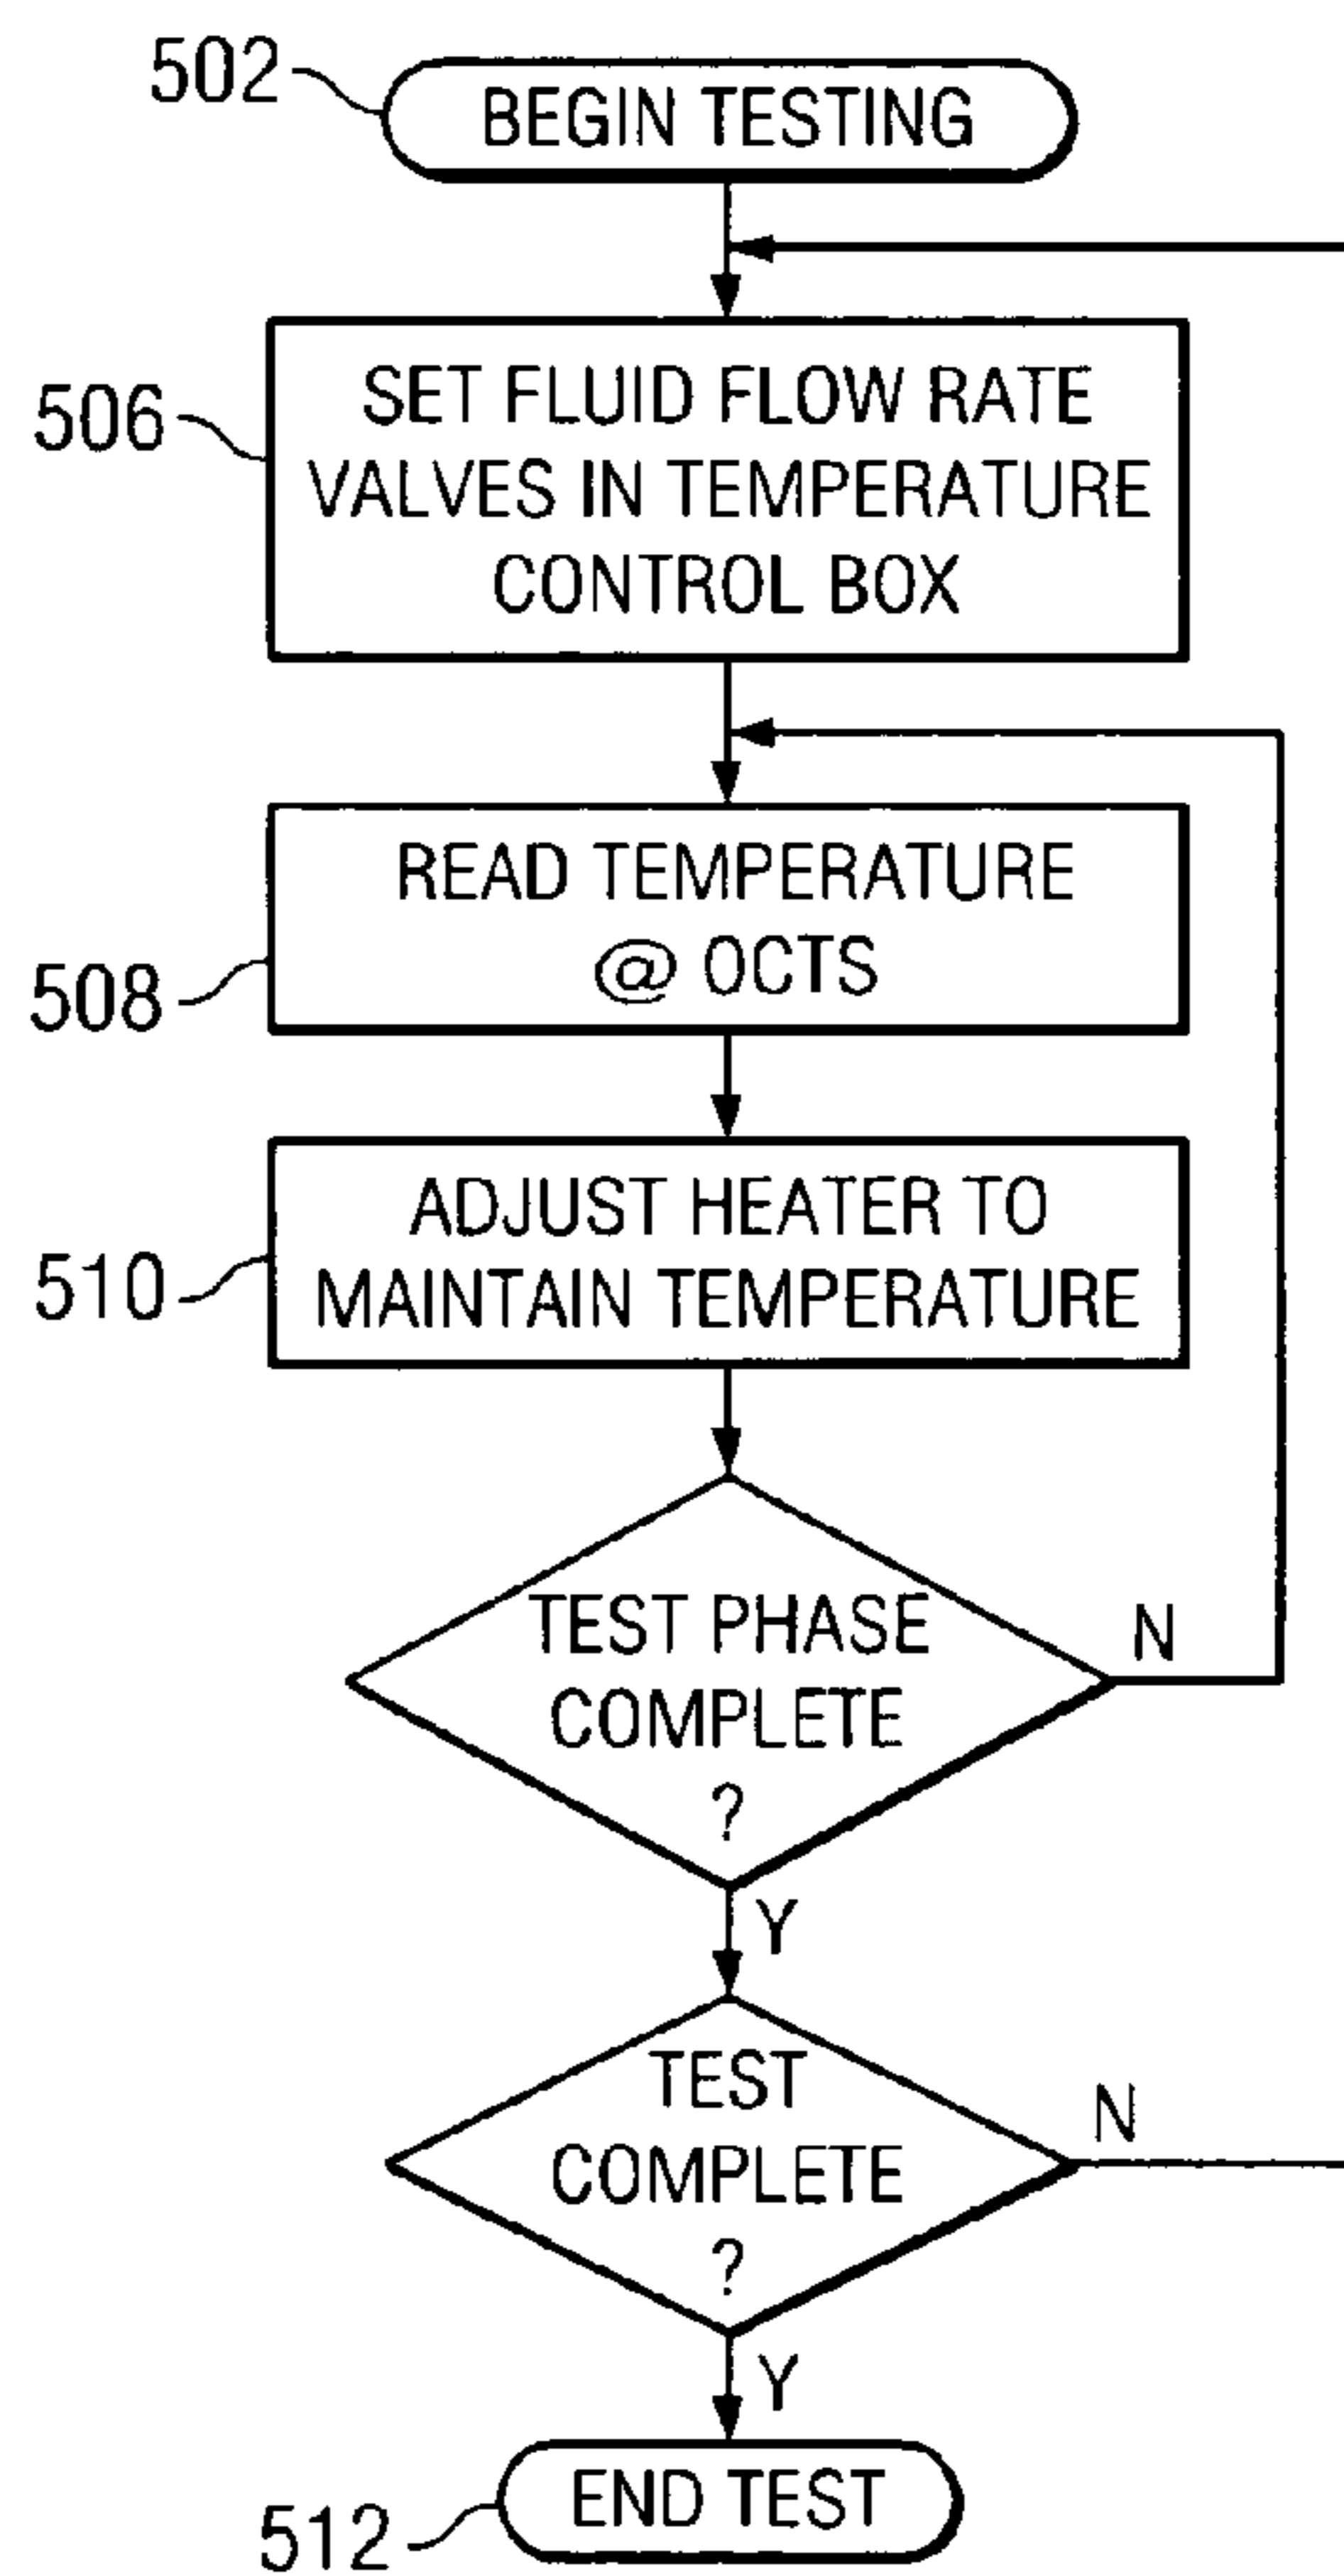 502
BEGIN TESTING
506
SET FLUID FLOW RATE
VALVES IN TEMPERATURE
CONTROL BOX
508
READ TEMPERATURE
@ OCTS
510
ADJUST HEATER TO
MAINTAIN TEMPERATURE
TEST PHASE
COMPLETE
?
N
Y
TEST
COMPLETE
?
N
Y
END TEST
512